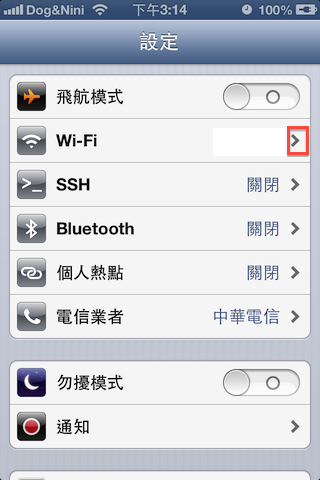 Dog&Nini 下午3:14 100%
設定
飛航模式
Wi-Fi
SSH 關閉
Bluetooth 關閉
個人熱點 關閉
電信業者 中華電信
勿擾模式
通知